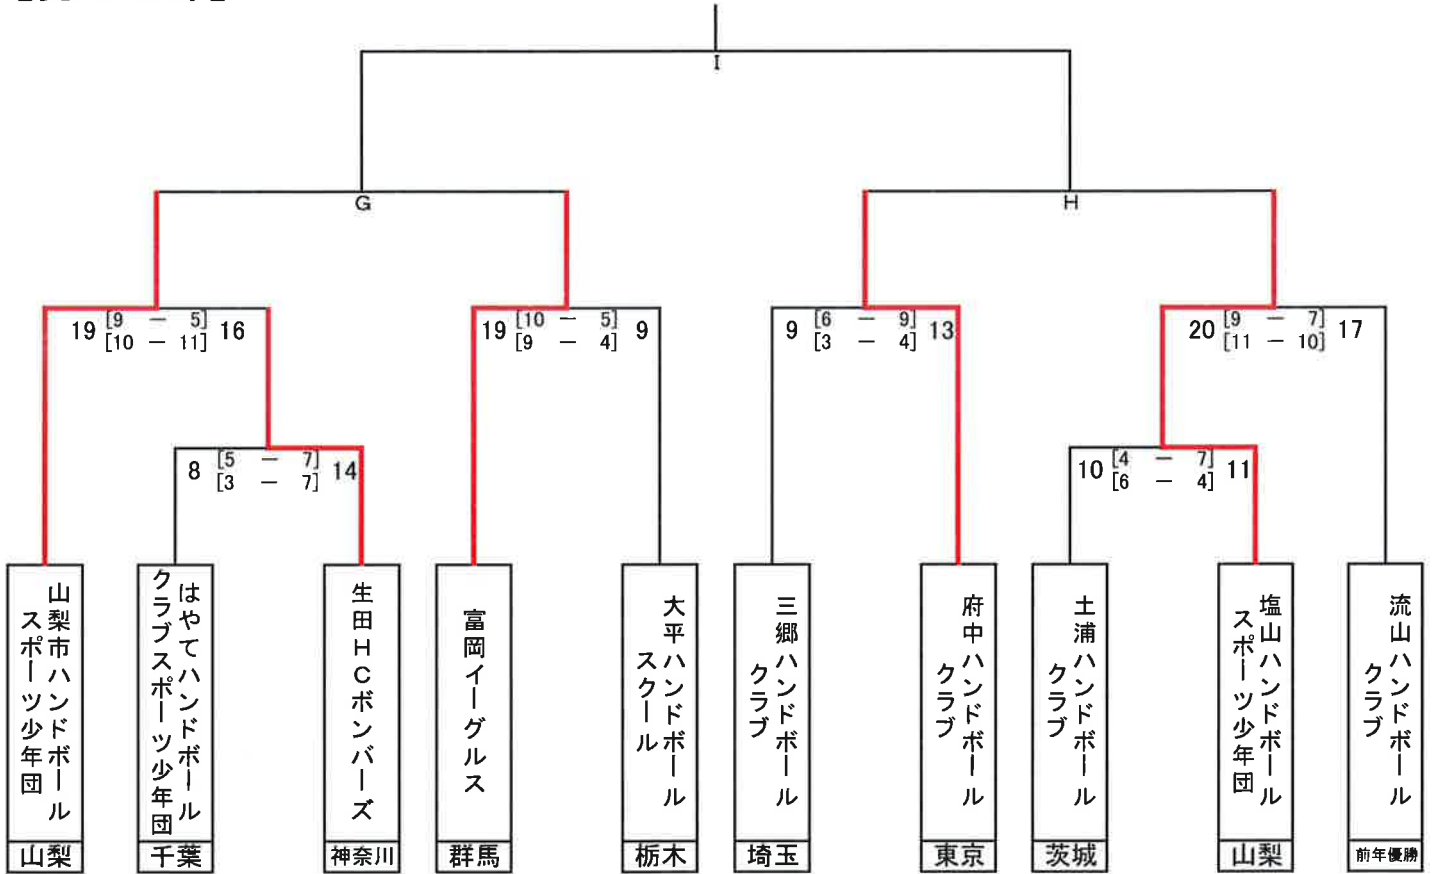 I
G
H
19 [9 － 5] 16
[10 － 11]
19 [10 － 5] 9
[9 － 4]
9 [6 － 9] 13
[3 － 4]
20 [9 － 7] 17
[11 － 10]
8 [5 － 7] 14
[3 － 7]
10 [4 － 7] 11
[6 － 4]
山梨市ハンドボール
スポーツ少年団
山梨
はやてハンドボール
クラブスポーツ少年団
千葉
生田HCボンバーズ
神奈川
富岡イーグルス
群馬
大平ハンドボール
スクール
栃木
三郷ハンドボール
クラブ
埼玉
府中ハンドボール
クラブ
東京
土浦ハンドボール
クラブ
茨城
塩山ハンドボール
スポーツ少年団
山梨
流山ハンドボール
クラブ
前年優勝